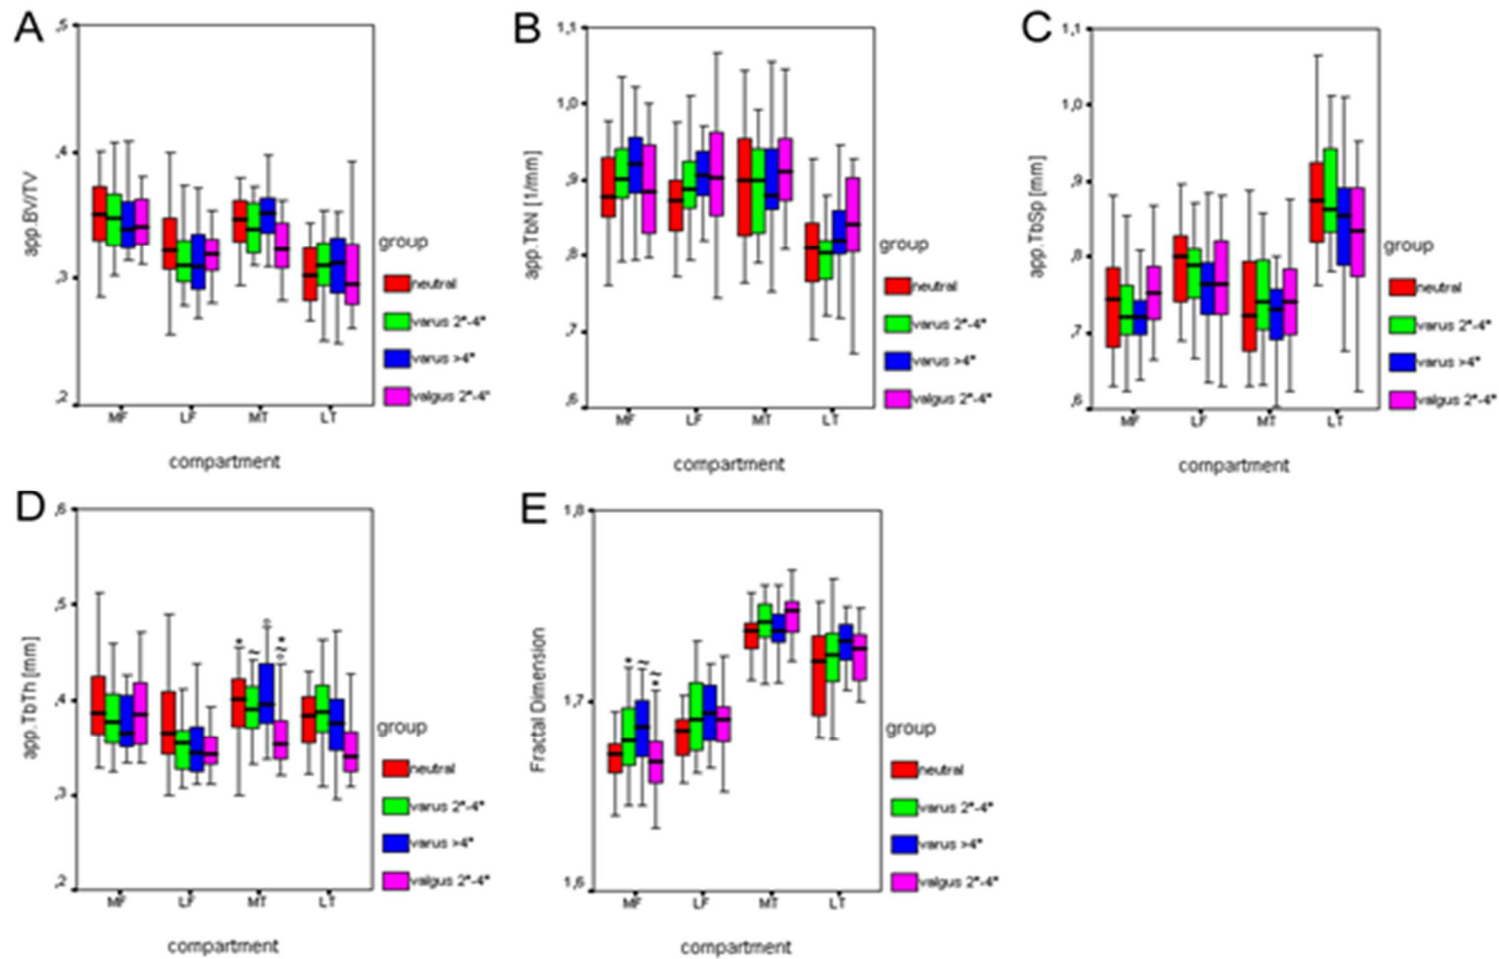 A
,5
,4
,3
,2
app.BV/TV
MF LF MT LT
compartment
group
neutral
varus 2°-4°
varus >4°
valgus 2°-4°
B
1,1
1,0
,9
,8
,7
,6
app.TbN [1/mm]
MF LF MT LT
compartment
group
neutral
varus 2°-4°
varus >4°
valgus 2°-4°
C
1,1
1,0
,9
,8
,7
,6
app.TbSp [mm]
MF LF MT LT
compartment
group
neutral
varus 2°-4°
varus >4°
valgus 2°-4°
D
,6
,5
,4
,3
,2
app.TbTh [mm]
MF LF MT LT
compartment
group
neutral
varus 2°-4°
varus >4°
valgus 2°-4°
E
1,8
1,7
1,6
Fractal Dimension
MF LF MT LT
compartment
group
neutral
varus 2°-4°
varus >4°
valgus 2°-4°